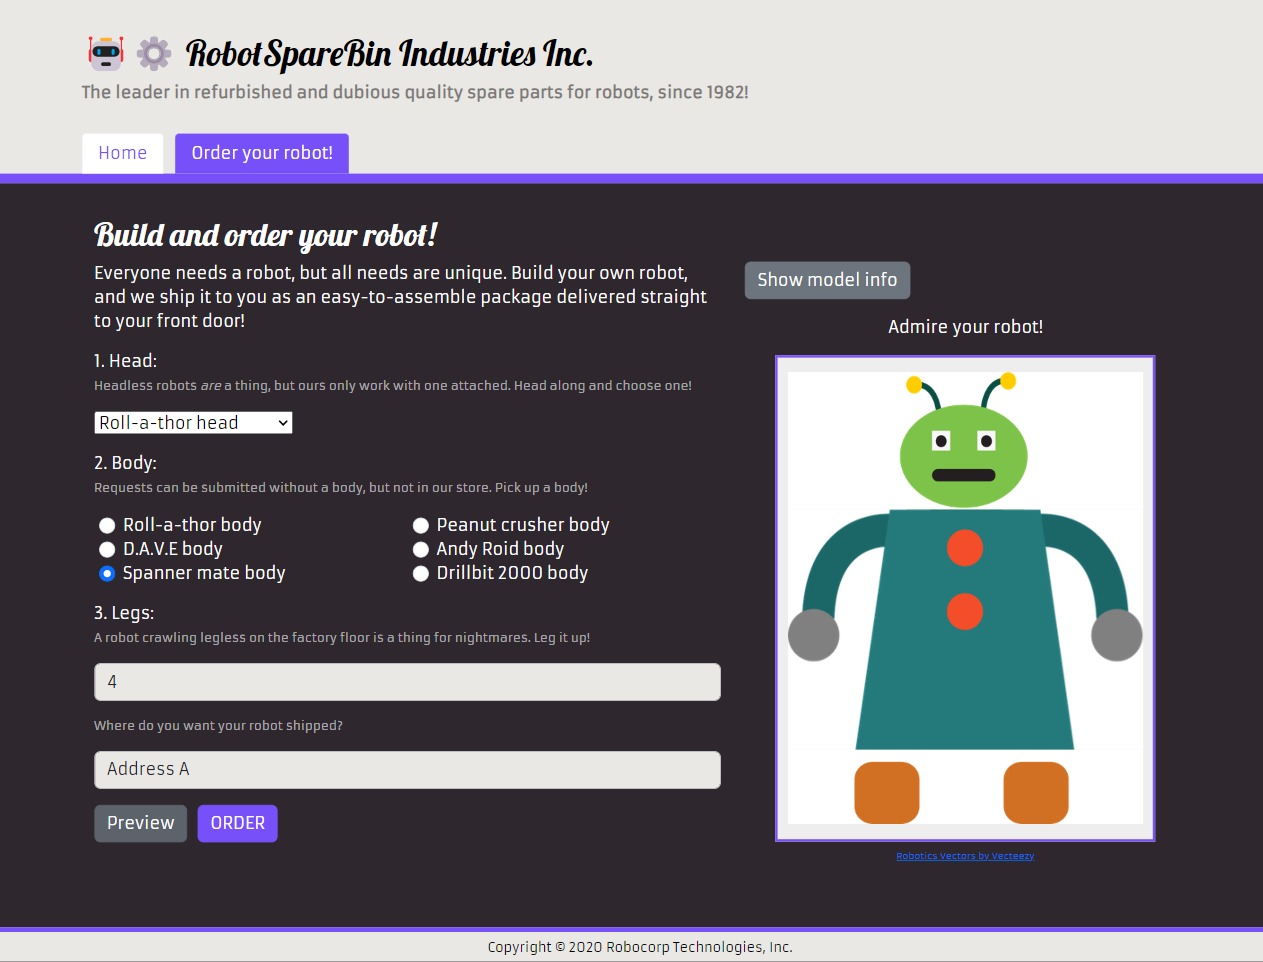 RobotSpareBin Industries Inc.
The leader in refurbished and dubious quality spare parts for robots, since 1982!
Home
Order your robot!
Build and order your robot!
Everyone needs a robot, but all needs are unique. Build your own robot,
and we ship it to you as an easy-to-assemble package delivered straight
to your front door!
1. Head:
Headless robots are a thing, but ours only work with one attached. Head along and choose one!
Roll-a-thor head
2. Body:
Requests can be submitted without a body, but not in our store. Pick up a body!
Roll-a-thor body
Peanut crusher body
D.A.V.E body
Andy Roid body
Spanner mate body
Drillbit 2000 body
3. Legs:
A robot crawling legless on the factory floor is a thing for nightmares. Leg it up!
4
Where do you want your robot shipped?
Address A
Preview
ORDER
Show model info
Admire your robot!
Robotics Vectors by Vecteezy
Copyright © 2020 Robocorp Technologies, Inc.